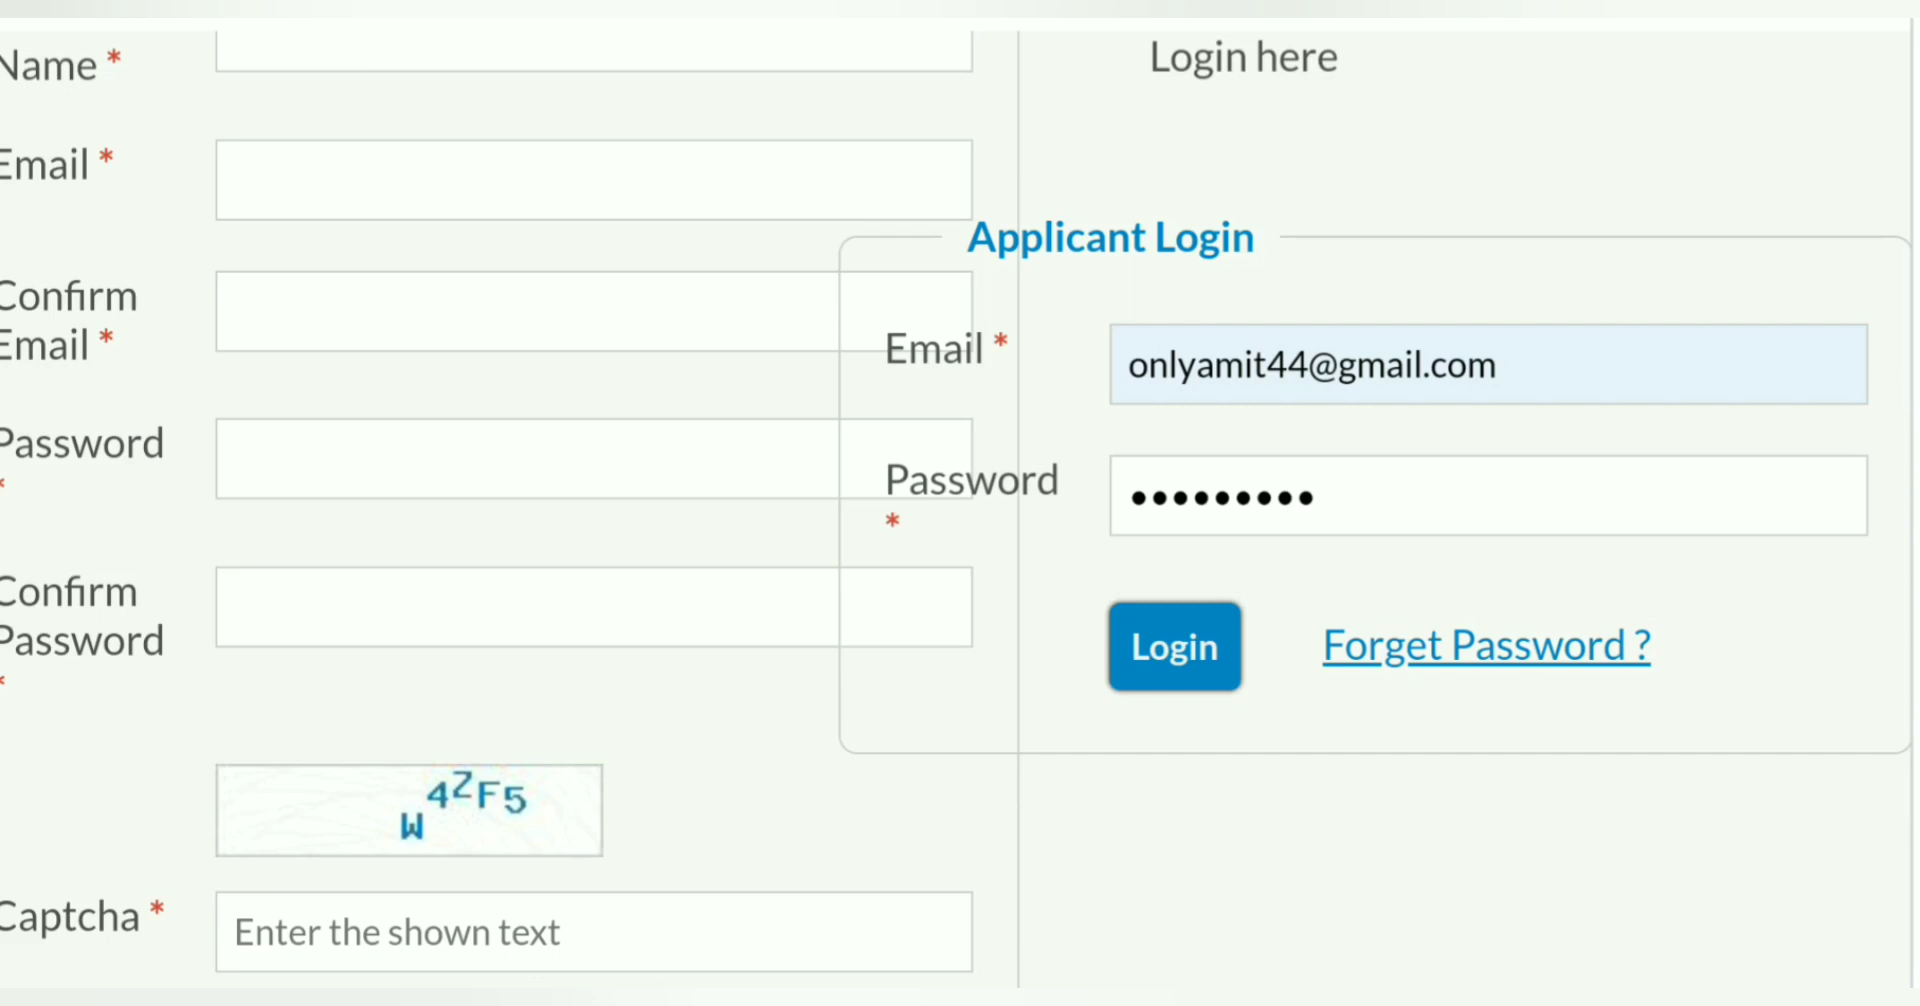 Name *
Email *
Confirm
Email *
Password
*
Confirm
Password
*
W4ZF5
Captcha *
Enter the shown text
Login here
Applicant Login
Email *
onlyamit44@gmail.com
Password
*
•••••••••
Login
Forget Password ?